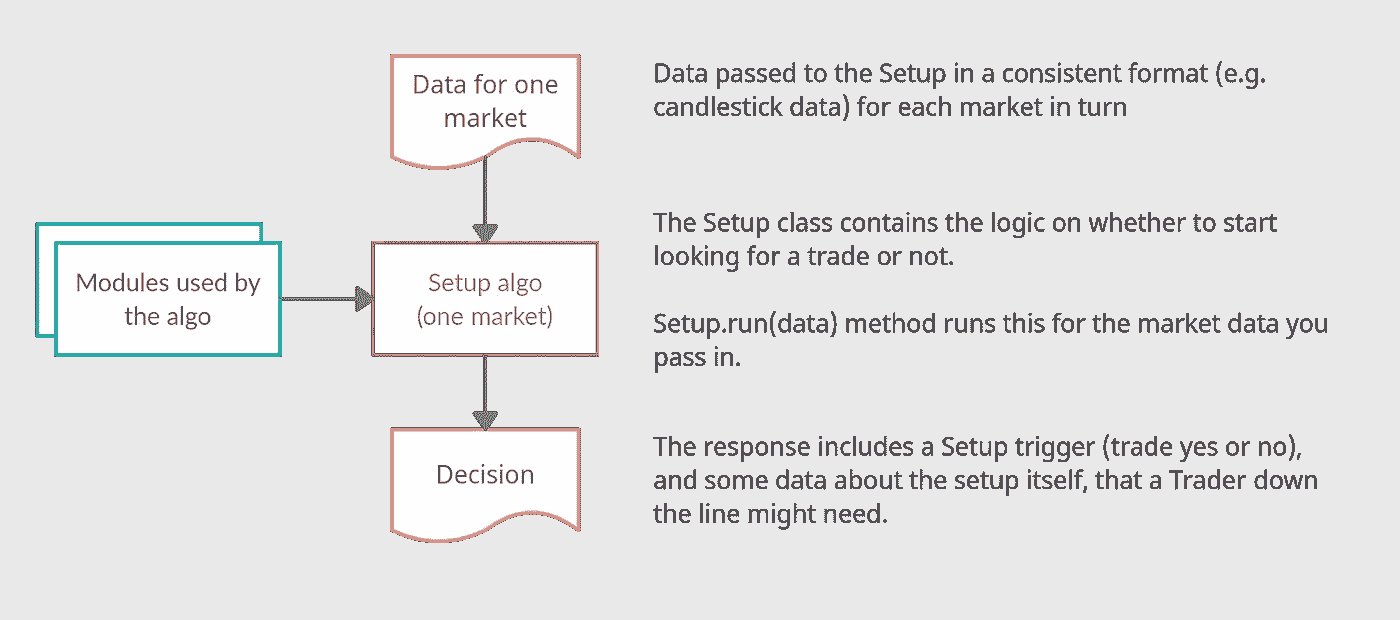 Data for one
market
Data passed to the Setup in a consistent format (e.g.
candlestick data) for each market in turn
Modules used by
the algo
Setup algo
(one market)
The Setup class contains the logic on whether to start
looking for a trade or not.
Setup.run(data) method runs this for the market data you
pass in.
Decision
The response includes a Setup trigger (trade yes or no),
and some data about the setup itself, that a Trader down
the line might need.